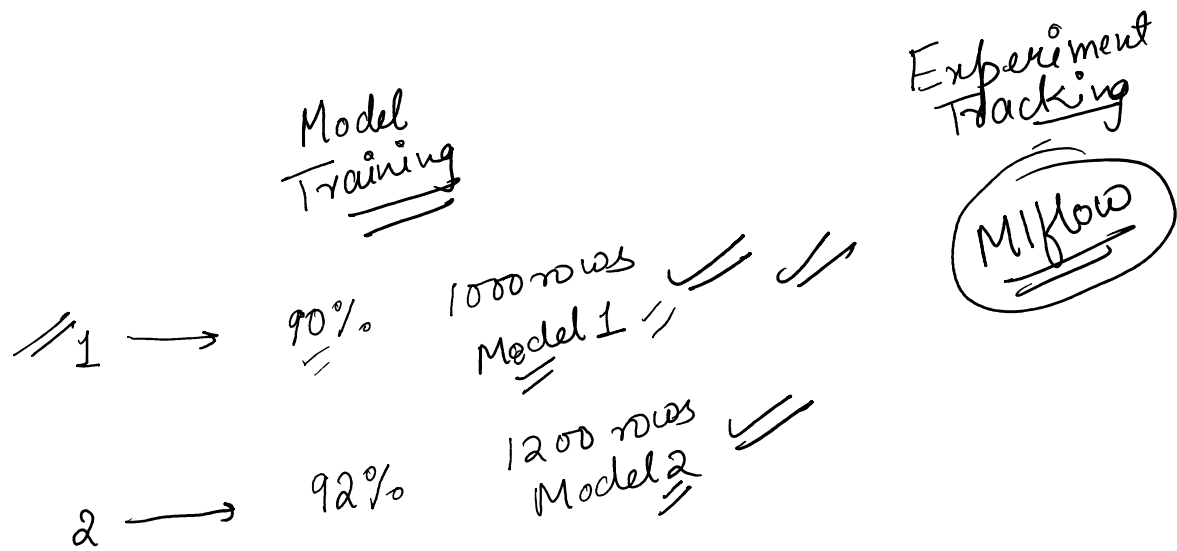 Experiment
Tracking
Model
Training
Mlflow
1 → 90% 1000 rows
Model 1
2 → 92% 1200 rows
Model 2